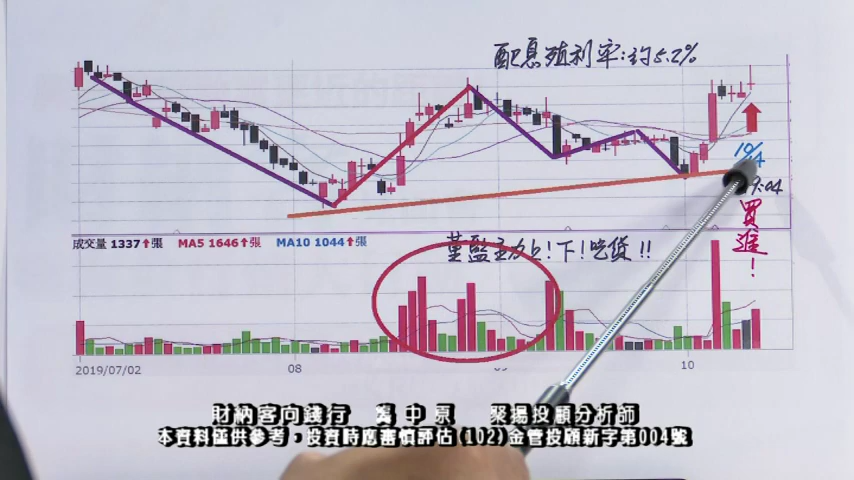 配息殖利率:約5.2%
成交量 1337↑張 MA5 1646↑張 MA10 1044↑張
董監主力上!下!吃貨!!
10/4
9:04
買進!
2019/07/02 08 09 10
財納客向錢行 馮中原 聚揚投顧分析師
本資料僅供參考,投資時應審慎評估(102)金管投顧新字第004號